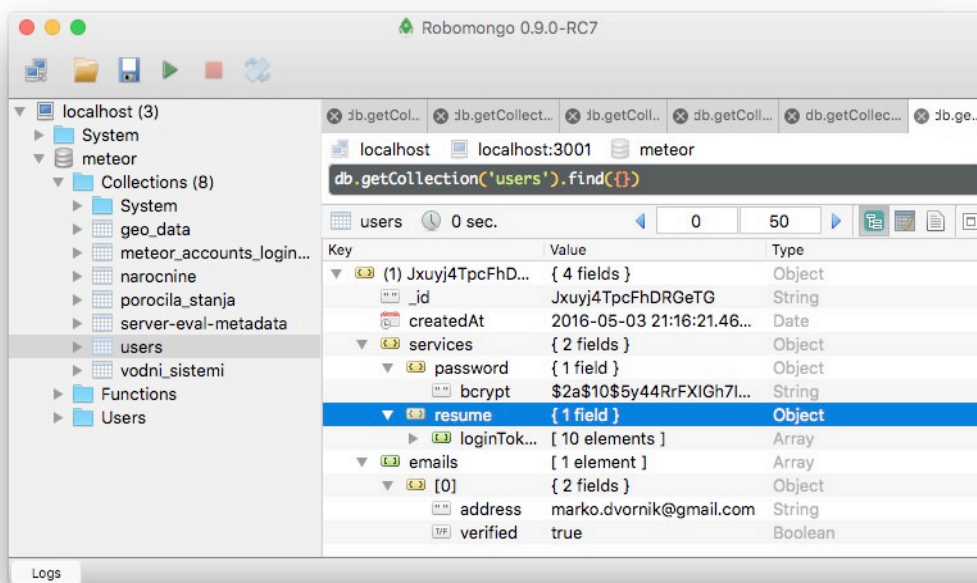 Robomongo 0.9.0-RC7
localhost (3)
System
meteor
Collections (8)
System
geo_data
meteor_accounts_login...
narocnine
porocila_stanja
server-eval-metadata
users
vodni_sistemi
Functions
Users
db.getCol... db.getCollect... db.getColl.. db.getColl... db.getCollec... db.ge..
localhost localhost:3001 meteor
db.getCollection('users').find({})
users 0 sec. 0 50
Key Value Type
(1) Jxuyj4TpcFhD... { 4 fields } Object
_id Jxuyj4TpcFhDRGeTG String
createdAt 2016-05-03 21:16:21.46... Date
services { 2 fields } Object
password { 1 field } Object
bcrypt $2a$10$5y44RrFXIGh7I... String
resume { 1 field } Object
loginTok... [ 10 elements ] Array
emails [ 1 element ] Array
[0] { 2 fields } Object
address marko.dvornik@gmail.com String
T/F verified true Boolean
Logs